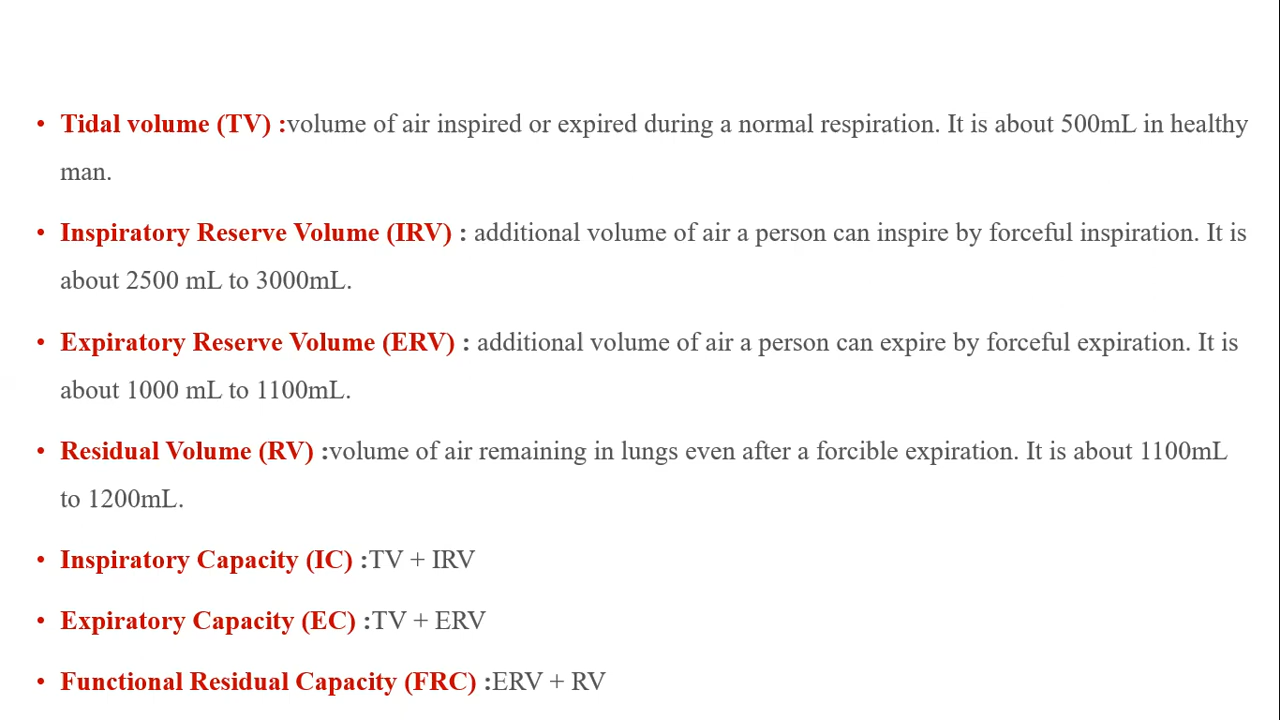 • Tidal volume (TV) :volume of air inspired or expired during a normal respiration. It is about 500mL in healthy
man.
• Inspiratory Reserve Volume (IRV) : additional volume of air a person can inspire by forceful inspiration. It is
about 2500 mL to 3000mL.
• Expiratory Reserve Volume (ERV) : additional volume of air a person can expire by forceful expiration. It is
about 1000 mL to 1100mL.
• Residual Volume (RV) :volume of air remaining in lungs even after a forcible expiration. It is about 1100mL
to 1200mL.
• Inspiratory Capacity (IC) :TV + IRV
• Expiratory Capacity (EC) :TV + ERV
• Functional Residual Capacity (FRC) :ERV + RV